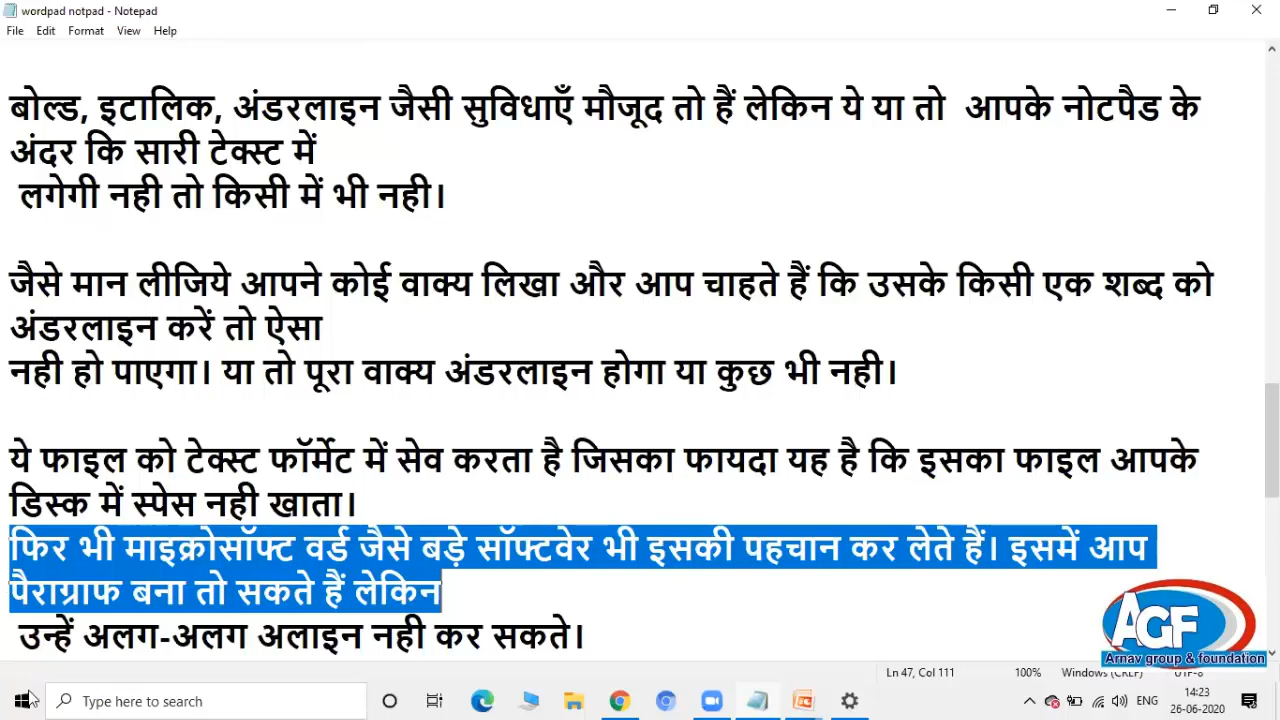 wordpad notpad - Notepad
File Edit Format View Help
बोल्ड, इटालिक, अंडरलाइन जैसी सुविधाएँ मौजूद तो हैं लेकिन ये या तो  आपके नोटपैड के
अंदर कि सारी टेक्स्ट में
लगेगी नही तो किसी में भी नही।
जैसे मान लीजिये आपने कोई वाक्य लिखा और आप चाहते हैं कि उसके किसी एक शब्द को
अंडरलाइन करें तो ऐसा
नही हो पाएगा। या तो पूरा वाक्य अंडरलाइन होगा या कुछ भी नही।
ये फाइल को टेक्स्ट फॉर्मेट में सेव करता है जिसका फायदा यह है कि इसका फाइल आपके
डिस्क में स्पेस नही खाता।
फिर भी माइक्रोसॉफ्ट वर्ड जैसे बड़े सॉफ्टवेर भी इसकी पहचान कर लेते हैं। इसमें आप
पैराग्राफ बना तो सकते हैं लेकिन
उन्हें अलग-अलग अलाइन नही कर सकते।
AGF
Arnav group & foundation
Ln 47, Col 111 100% Windows (CRLF) UTF-8
Type here to search
ENG
14:23
26-06-2020